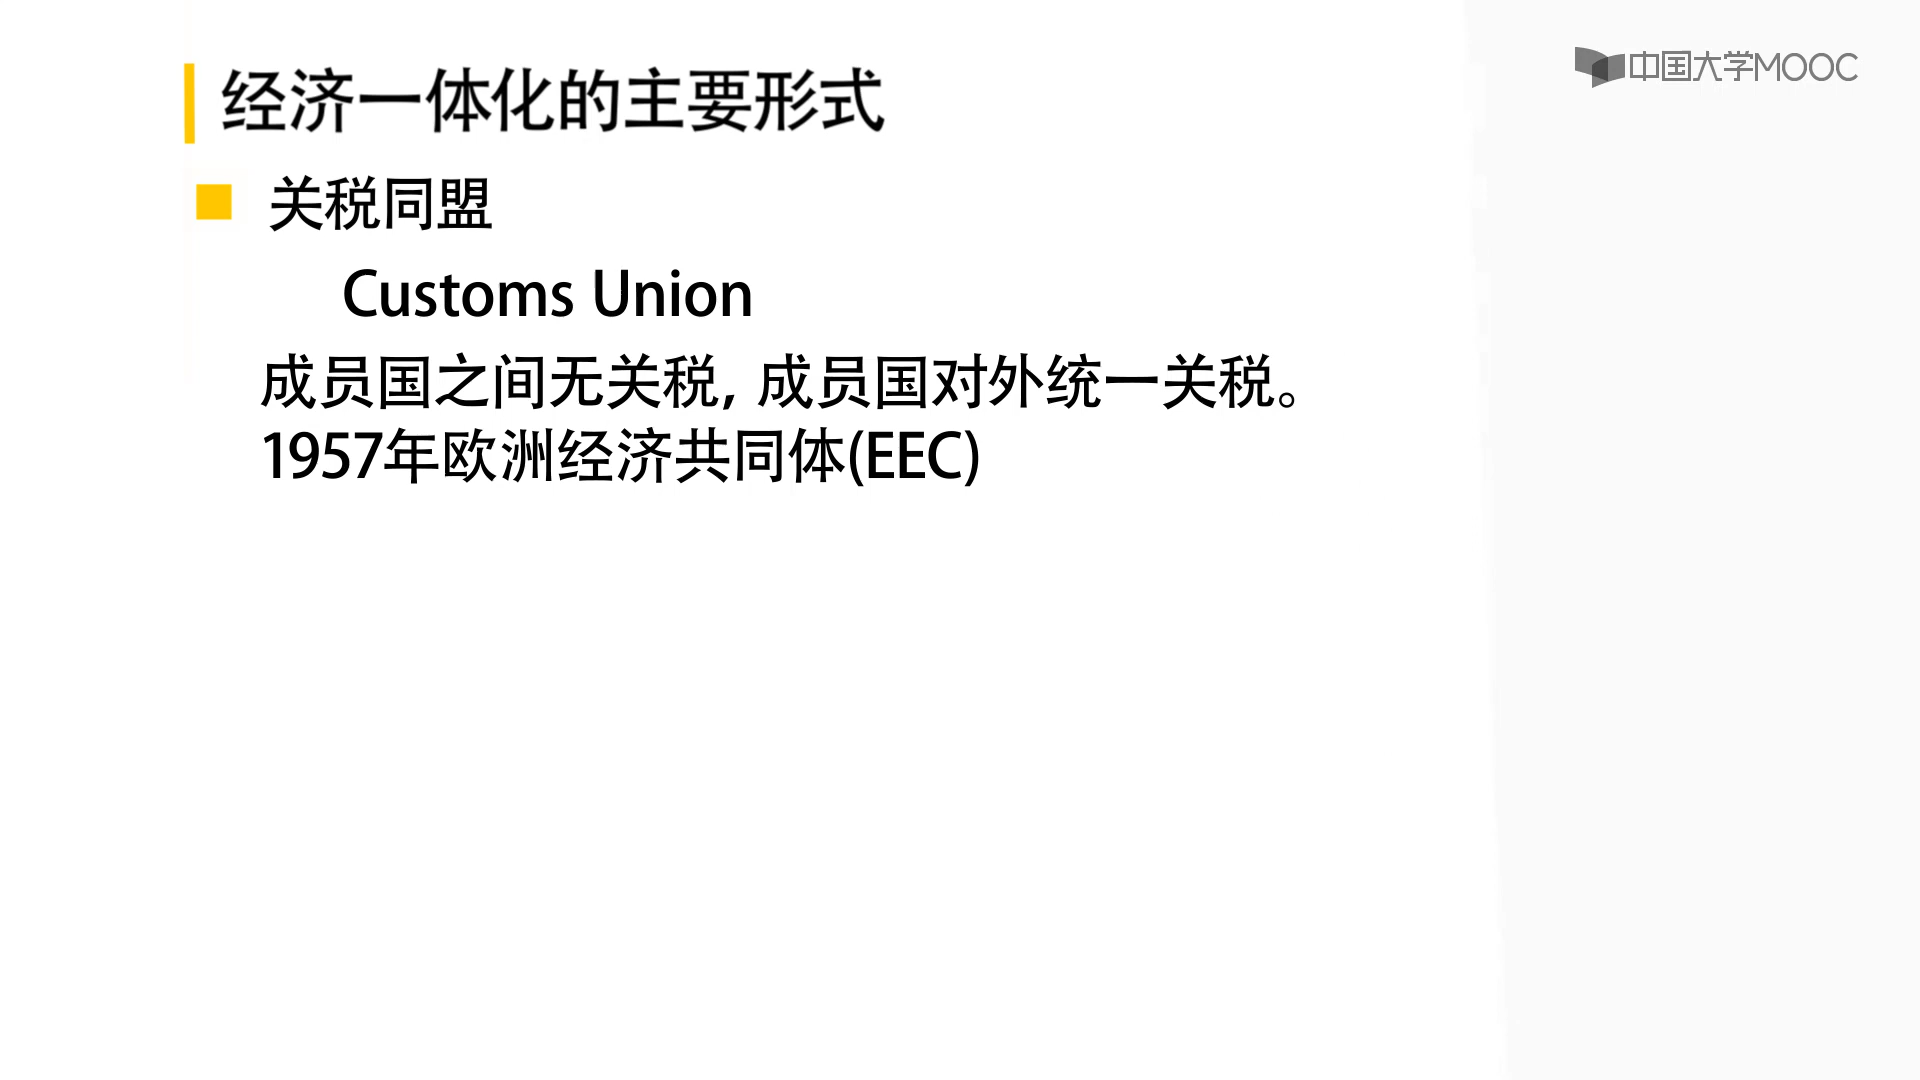 中国大学MOOC
经济一体化的主要形式
关税同盟
Customs Union
成员国之间无关税, 成员国对外统一关税。
1957年欧洲经济共同体(EEC)